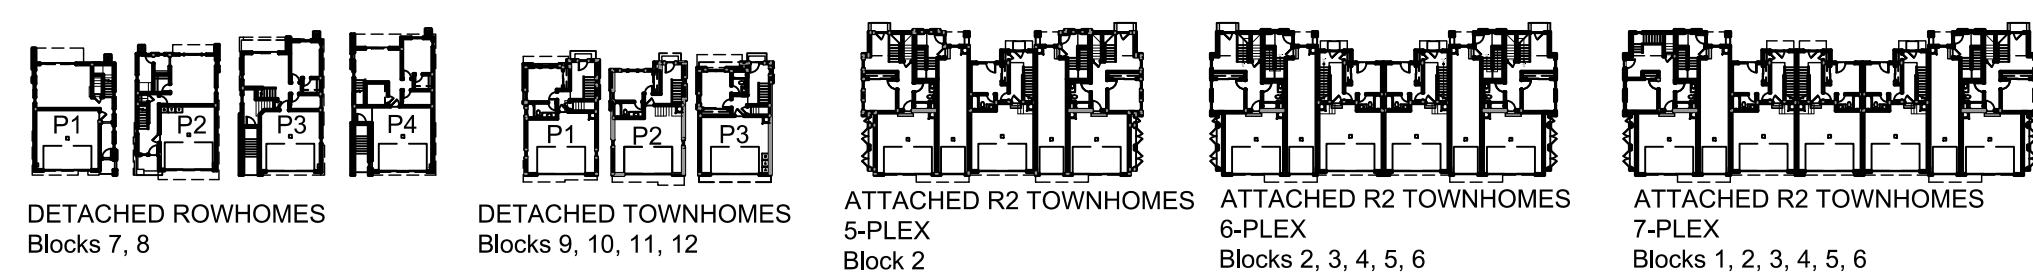 P1
P2
P3
P4
DETACHED ROWHOMES
Blocks 7, 8
P1
P2
P3
DETACHED TOWNHOMES
Blocks 9, 10, 11, 12
ATTACHED R2 TOWNHOMES
5-PLEX
Block 2
ATTACHED R2 TOWNHOMES
6-PLEX
Blocks 2, 3, 4, 5, 6
ATTACHED R2 TOWNHOMES
7-PLEX
Blocks 1, 2, 3, 4, 5, 6